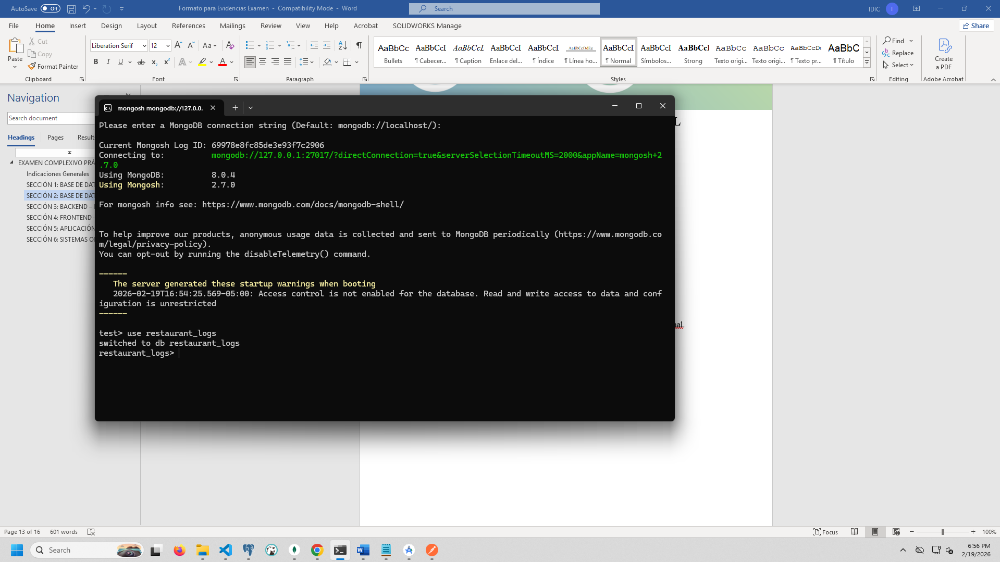 AutoSave Off
Formato para Evidencias Examen - Compatibility Mode - Word
Search
IDIC
I
File Home Insert Design Layout References Mailings Review View Help Acrobat SOLIDWORKS Manage
Share
Paste
Cut
Copy
Format Painter
Clipboard
Liberation Serif 12
Font
Paragraph
AaBbCc AaBbCcI AaBbCcI AaBbCcI AaBbCcI AaBbCcDdEe AaBbCcI AaBbCcI AaBbCcI AaBbCc AaBbCc AaBbCcDc AaBbC
Bullets ¶ Cabecer... ¶ Caption Enlace del... ¶ Índice ¶ Línea ho... ¶ Normal Símbolos... Strong Texto origi... Texto origi... ¶ Texto pr... ¶ Título
Styles
Find
Replace
Select
Editing
Create
a PDF
Adobe Acrobat
Navigation
Search document
Headings Pages Result
EXAMEN COMPLEXIVO PRÁ
Indicaciones Generales
SECCIÓN 1: BASE DE DAT
SECCIÓN 2: BASE DE DAT
SECCIÓN 3: BACKEND –
SECCIÓN 4: FRONTEND -
SECCIÓN 5: APLICACIÓN
SECCIÓN 6: SISTEMAS O
mongosh mongodb://127.0.0.
Please enter a MongoDB connection string (Default: mongodb://localhost/):
Current Mongosh Log ID: 69978e8fc85de3e93f7c2906
Connecting to: mongodb://127.0.0.1:27017/?directConnection=true&serverSelectionTimeoutMS=2000&appName=mongosh+2
.7.0
Using MongoDB: 8.0.4
Using Mongosh: 2.7.0
For mongosh info see: https://www.mongodb.com/docs/mongodb-shell/
To help improve our products, anonymous usage data is collected and sent to MongoDB periodically (https://www.mongodb.co
m/legal/privacy-policy).
You can opt-out by running the disableTelemetry() command.
------
The server generated these startup warnings when booting
2026-02-19T16:54:25.569-05:00: Access control is not enabled for the database. Read and write access to data and conf
iguration is unrestricted
------
test> use restaurant_logs
switched to db restaurant_logs
restaurant_logs>
L
nal.
Page 13 of 16 601 words
Focus
100%
Search
6:56 PM
2/19/2026